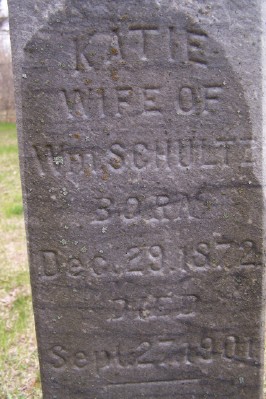 KATIE
WIFE OF
Wm. SCHULTZ
BORN
Dec. 29. 1872
DIED
Sept. 27. 1901